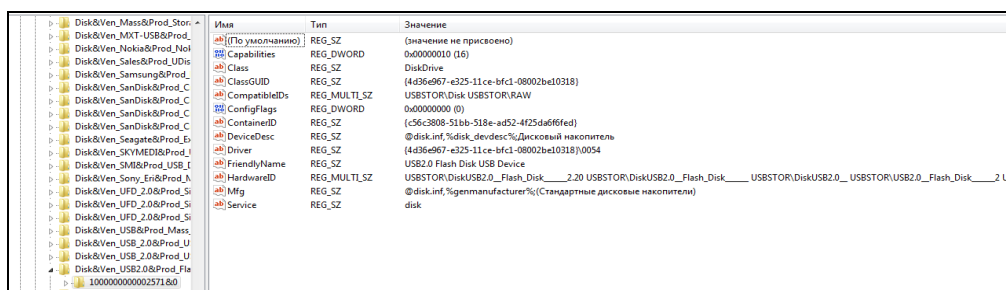 Disk&Ven_Mass&Prod_Stor
Disk&Ven_MXT-USB&Prod_
Disk&Ven_Nokia&Prod_Nok
Disk&Ven_Sales&Prod_UDis
Disk&Ven_Samsung&Prod_
Disk&Ven_SanDisk&Prod_C
Disk&Ven_SanDisk&Prod_C
Disk&Ven_SanDisk&Prod_C
Disk&Ven_SanDisk&Prod_C
Disk&Ven_Seagate&Prod_Ex
Disk&Ven_SKYMEDI&Prod_
Disk&Ven_SMI&Prod_USB_D
Disk&Ven_Sony_Eri&Prod_M
Disk&Ven_UFD_2.0&Prod_Si
Disk&Ven_UFD_2.0&Prod_Si
Disk&Ven_UFD_2.0&Prod_Si
Disk&Ven_USB&Prod_Mass_
Disk&Ven_USB_2.0&Prod_U
Disk&Ven_USB_2.0&Prod_U
Disk&Ven_USB2.0&Prod_Fla
1000000000002571&0
Имя Тип Значение
(По умолчанию) REG_SZ (значение не присвоено)
Capabilities REG_DWORD 0x00000010 (16)
Class REG_SZ DiskDrive
ClassGUID REG_SZ {4d36e967-e325-11ce-bfc1-08002be10318}
CompatibleIDs REG_MULTI_SZ USBSTOR\Disk USBSTOR\RAW
ConfigFlags REG_DWORD 0x00000000 (0)
ContainerID REG_SZ {c56c3808-51bb-518e-ad52-4f25da6f6fed}
DeviceDesc REG_SZ @disk.inf,%disk_devdesc%;Дисковый накопитель
Driver REG_SZ {4d36e967-e325-11ce-bfc1-08002be10318}\0054
FriendlyName REG_SZ USB2.0 Flash Disk USB Device
HardwareID REG_MULTI_SZ USBSTOR\DiskUSB2.0__Flash_Disk______2.20 USBSTOR\DiskUSB2.0__Flash_Disk______ USBSTOR\DiskUSB2.0__ USBSTOR\USB2.0__Flash_Disk______2 U
Mfg REG_SZ @disk.inf,%genmanufacturer%;(Стандартные дисковые накопители)
Service REG_SZ disk